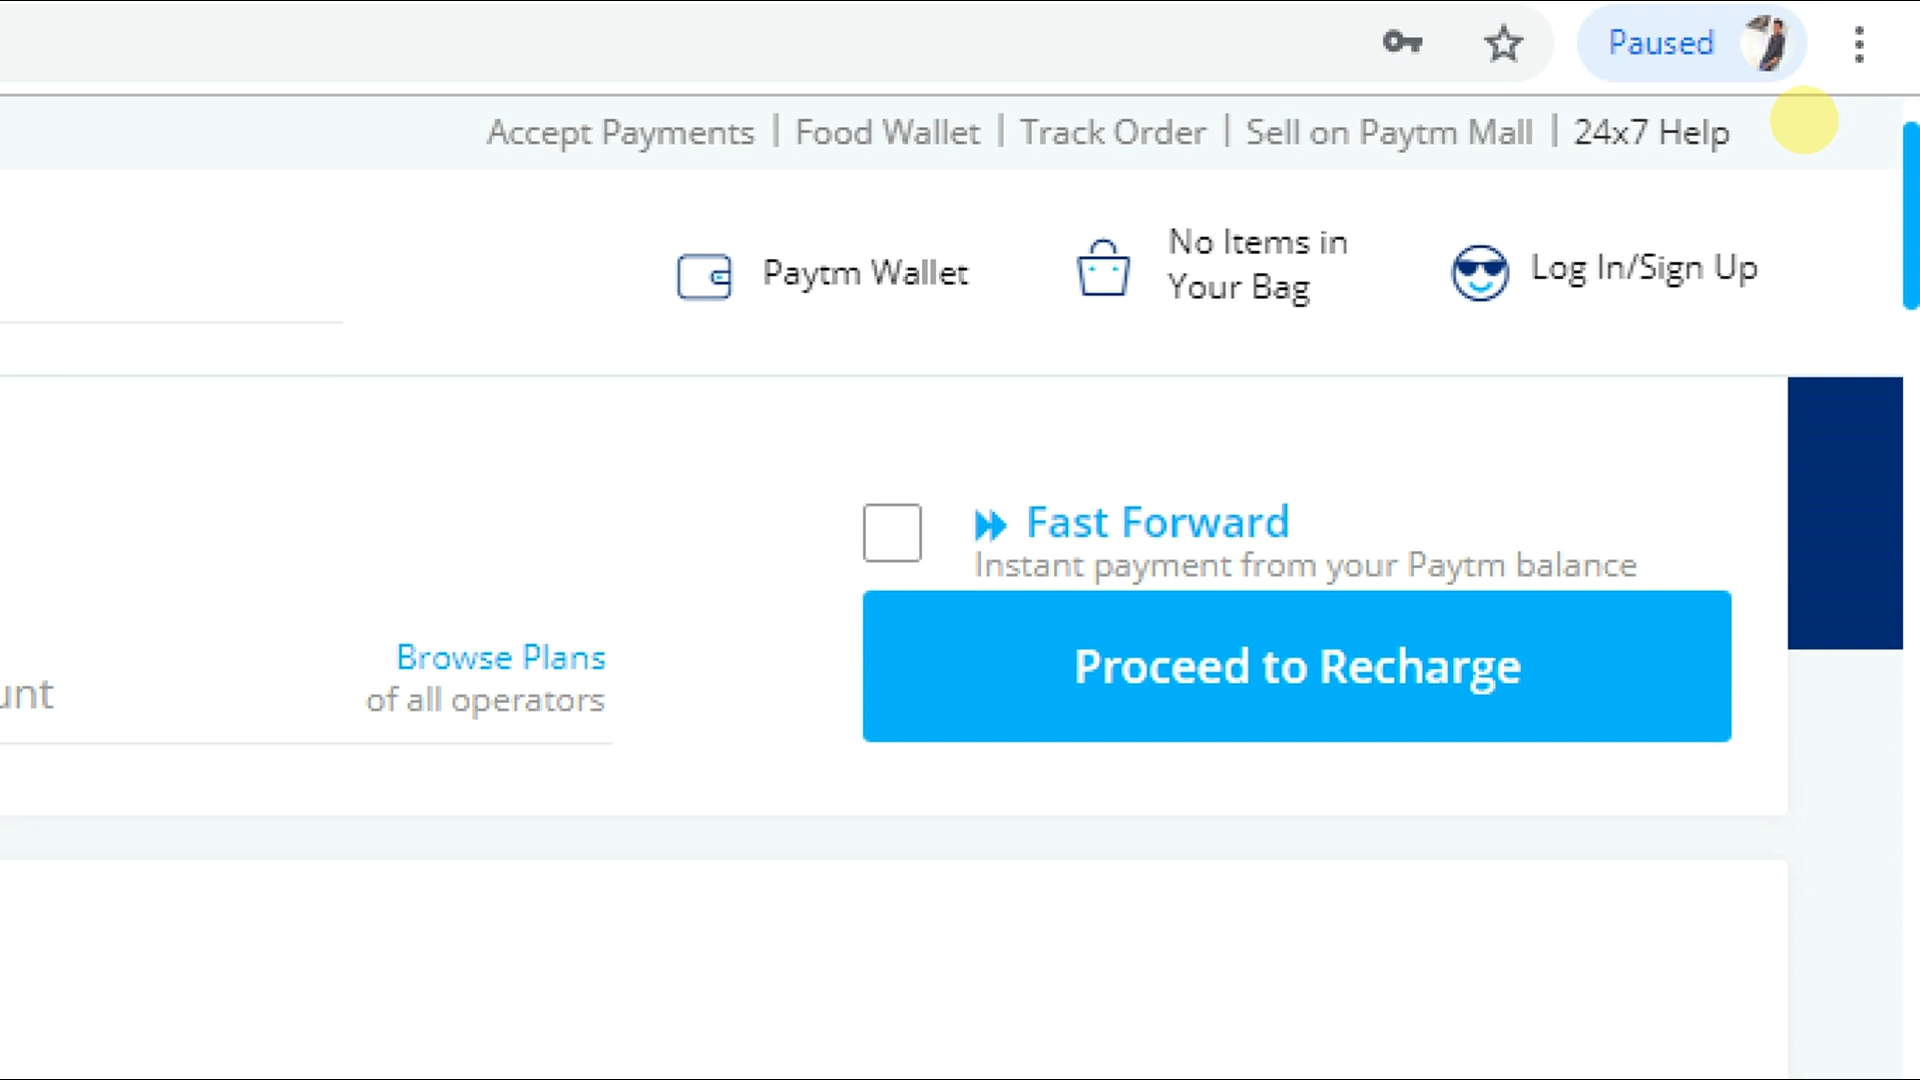 Paused
Accept Payments | Food Wallet | Track Order | Sell on Paytm Mall | 24x7 Help
Paytm Wallet
No Items in
Your Bag
Log In/Sign Up
Fast Forward
Instant payment from your Paytm balance
Browse Plans
of all operators
Proceed to Recharge